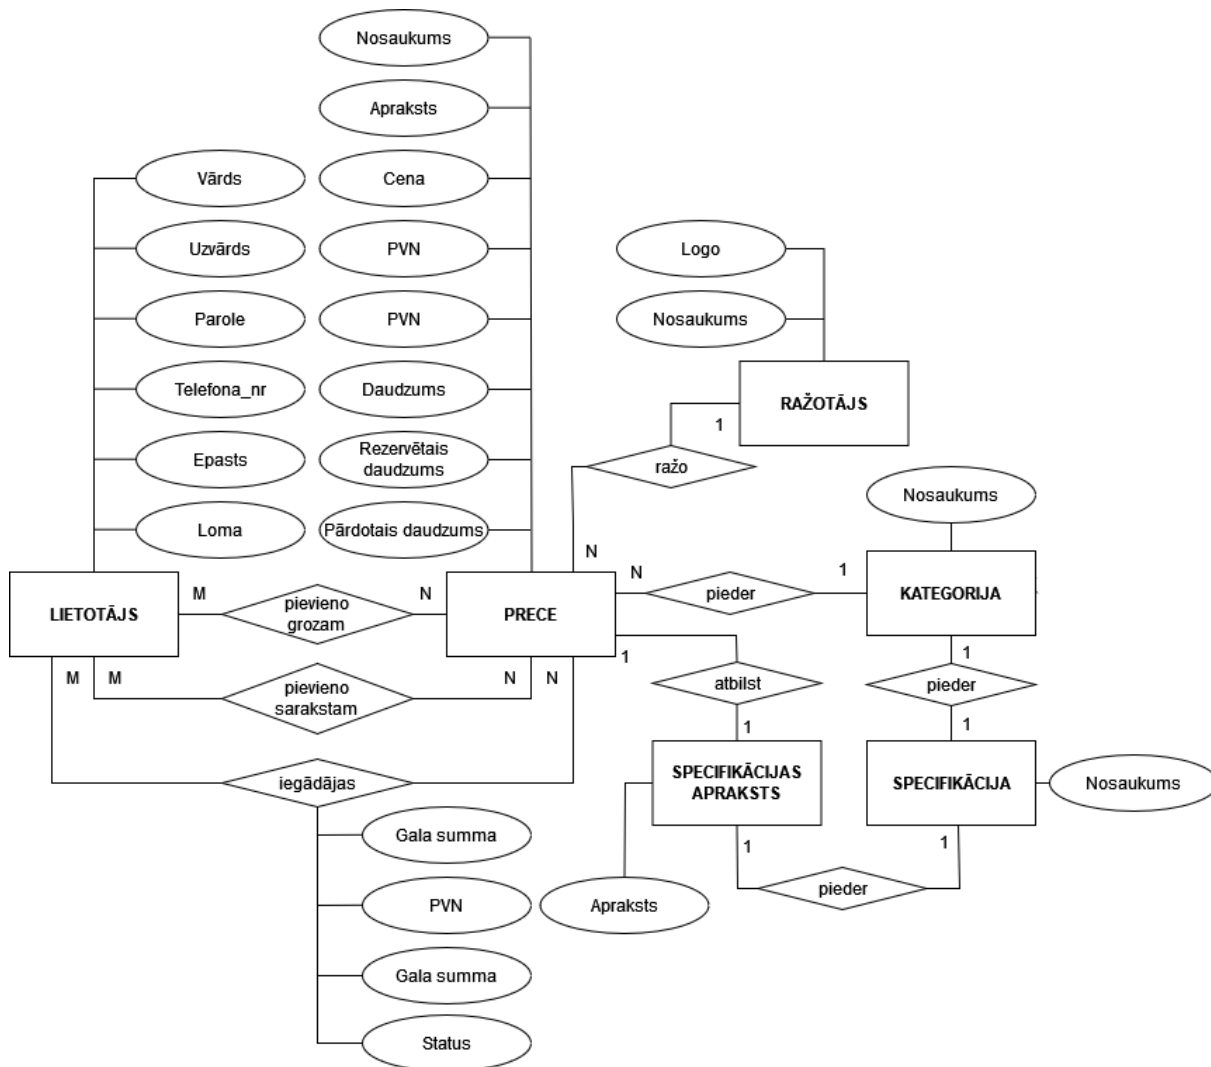 Nosaukums
Apraksts
Vārds
Cena
Uzvārds
PVN
Logo
Parole
PVN
Nosaukums
Telefona_nr
Daudzums
RAŽOTĀJS
1
Epasts
Rezervētais
daudzums
ražo
Nosaukums
Loma
Pārdotais daudzums
N
N
1
LIETOTĀJS
M
pievieno
grozam
N
PRECE
pieder
KATEGORIJA
1
1
M
M
pievieno
sarakstam
N
N
atbilst
pieder
1
1
iegādājas
SPECIFIKĀCIJAS
APRAKSTS
SPECIFIKĀCIJA
Nosaukums
Gala summa
1
1
pieder
PVN
Apraksts
Gala summa
Status